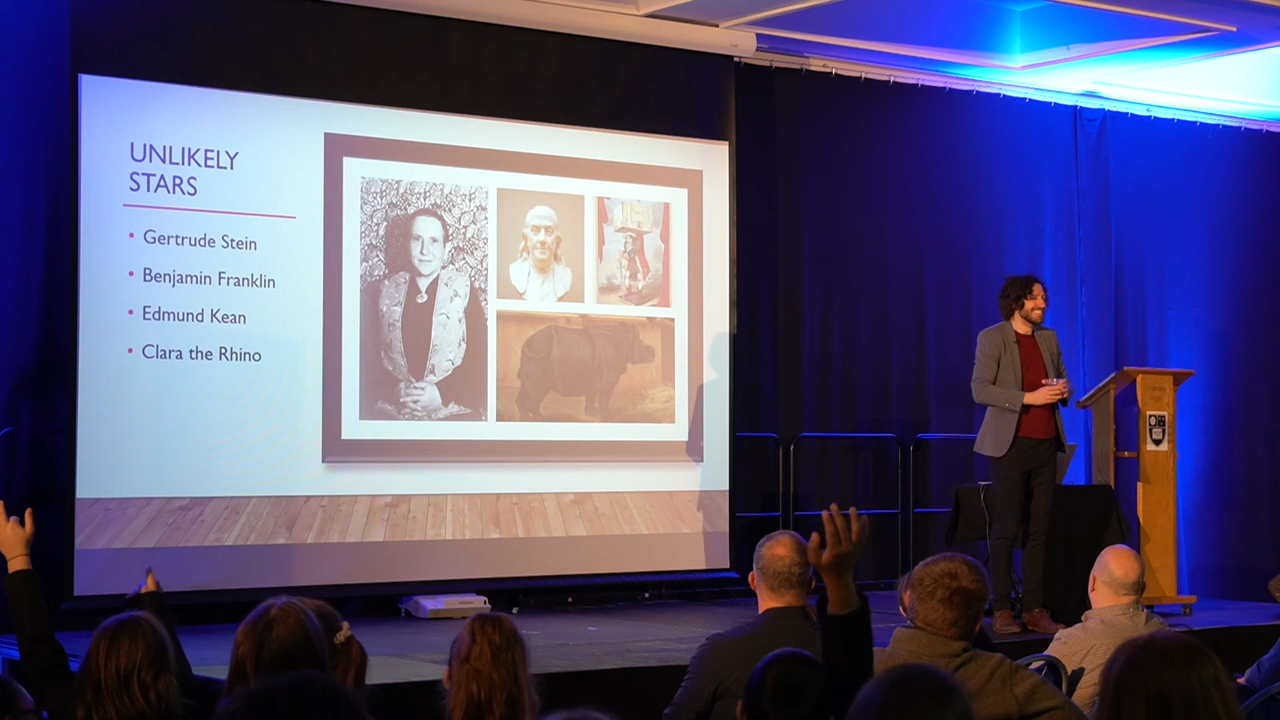 UNLIKELY
STARS
• Gertrude Stein
• Benjamin Franklin
• Edmund Kean
• Clara the Rhino